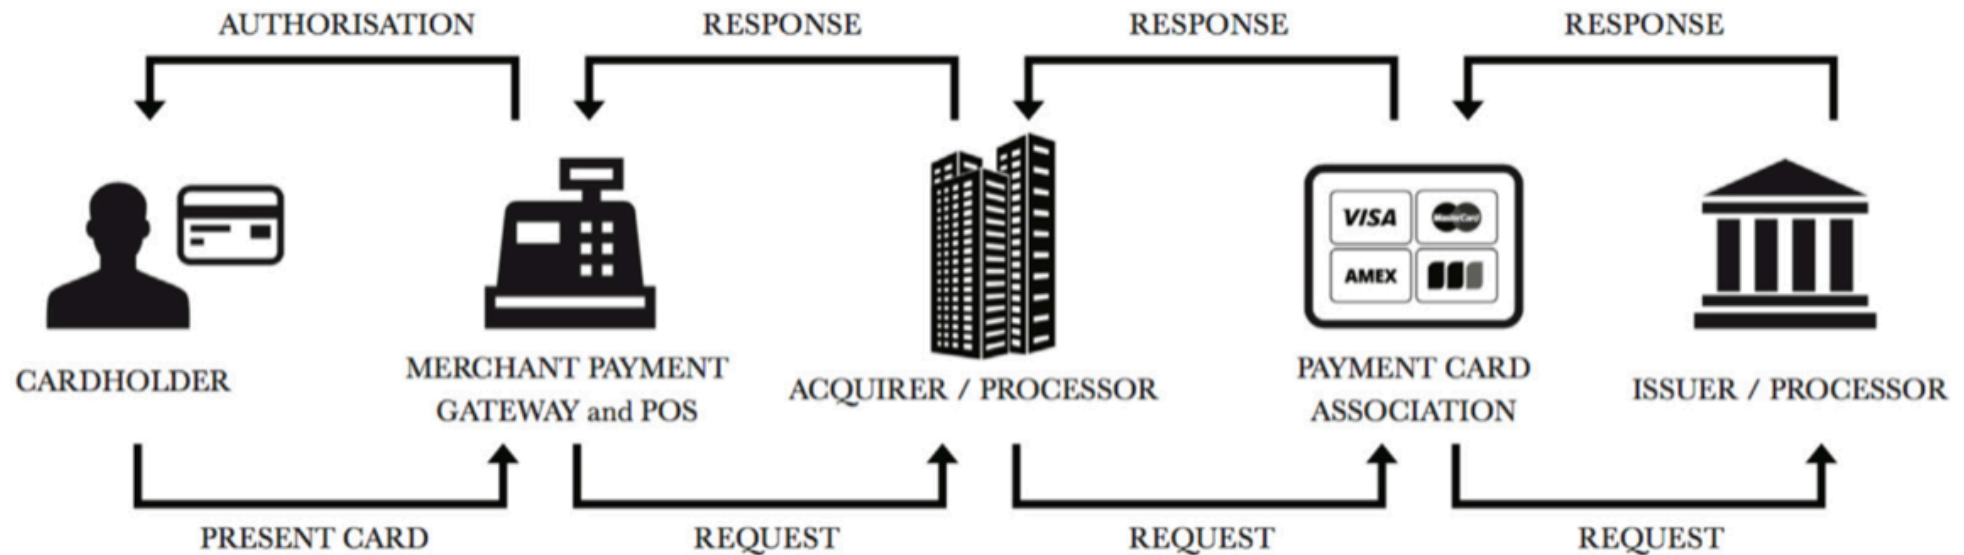 AUTHORISATION
RESPONSE
RESPONSE
RESPONSE
VISA
MasterCard
AMEX
CARDHOLDER
MERCHANT PAYMENT
GATEWAY and POS
ACQUIRER / PROCESSOR
PAYMENT CARD
ASSOCIATION
ISSUER / PROCESSOR
PRESENT CARD
REQUEST
REQUEST
REQUEST